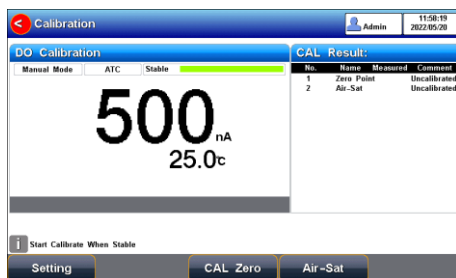 Calibration
Admin
11:58:19
2022/05/20
DO Calibration
Manual Mode ATC Stable
500 nA
25.0℃
CAL Result:
No. Name Measured Comment
1 Zero Point Uncalibrated
2 Air-Sat Uncalibrated
i Start Calibrate When Stable
Setting CAL Zero Air-Sat